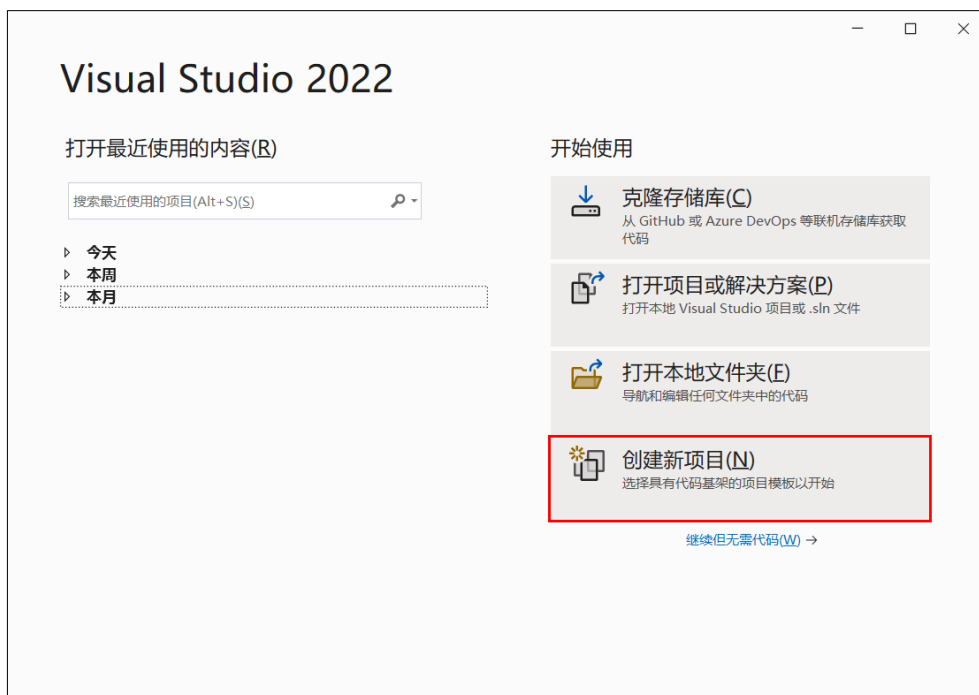 Visual Studio 2022
打开最近使用的内容(R)
搜索最近使用的项目(Alt+S)(S)
今天
本周
本月
开始使用
克隆存储库(C)
从 GitHub 或 Azure DevOps 等联机存储库获取
代码
打开项目或解决方案(P)
打开本地 Visual Studio 项目或 .sln 文件
打开本地文件夹(F)
导航和编辑任何文件夹中的代码
创建新项目(N)
选择具有代码基架的项目模板以开始
继续但无需代码(W) →